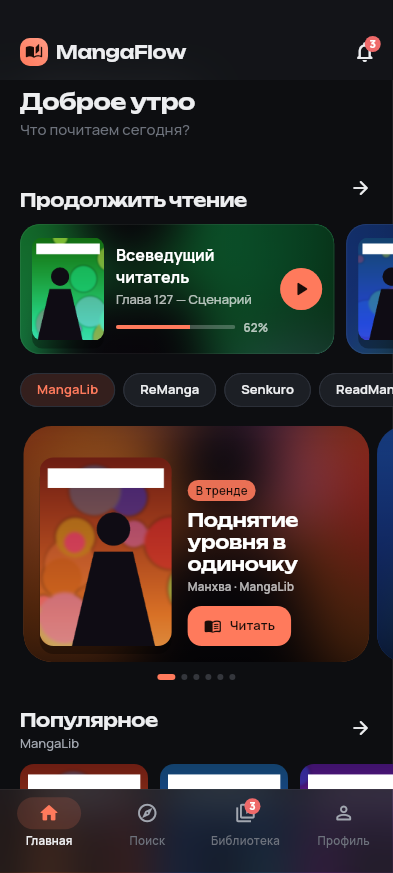 MangaFlow
3
Доброе утро
Что почитаем сегодня?
Продолжить чтение
Всеведущий
читатель
Глава 127 — Сценарий
62%
MangaLib
ReManga
Senkuro
ReadMan
В тренде
Поднятие
уровня в
одиночку
Манхва · MangaLib
Читать
Популярное
MangaLib
3
Главная
Поиск
Библиотека
Профиль